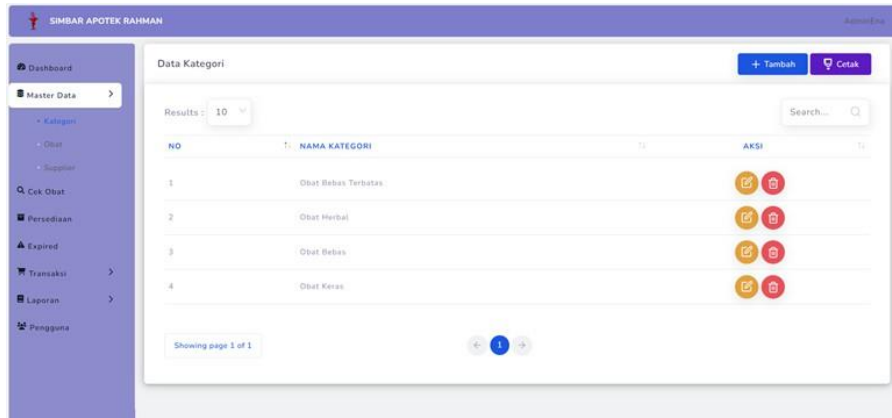 SIMBAR APOTEK RAHMAN
Dashboard
Master Data
Kategori
Obat
Supplier
Cek Obat
Persediaan
Expired
Transaksi
Laporan
Pengguna
Data Kategori
+ Tambah
Cetak
Results : 10
Search...
NO NAMA KATEGORI AKSI
1 Obat Bebas Terbatas
2 Obat Herbal
3 Obat Bebas
4 Obat Keras
Showing page 1 of 1
1